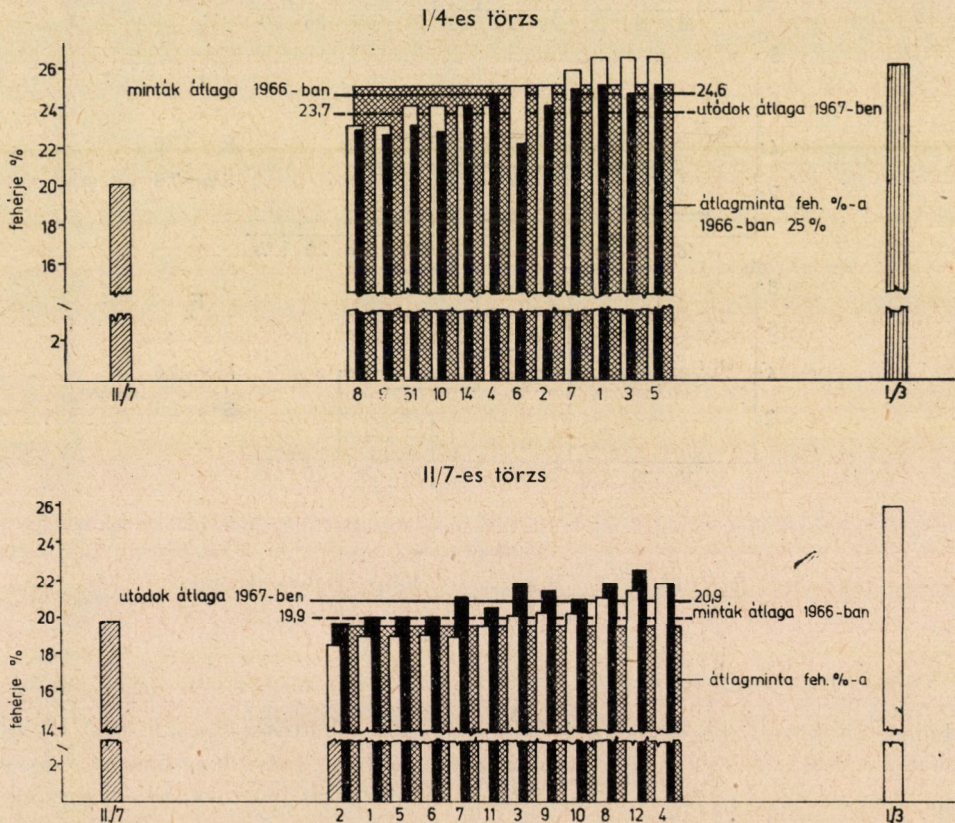 I/4-es törzs
26
24
22
20
18
16
2
fehérje %
minták átlaga 1966-ban
23,7
24,6
utódok átlaga 1967-ben
átlagminta feh. %-a
1966-ban 25 %
II./7
8 9 51 10 14 4 6 2 7 1 3 5
I./3
II/7-es törzs
26
24
22
20
18
16
14
2
fehérje %
utódok átlaga 1967-ben
19,9
20,9
minták átlaga 1966-ban
átlagminta feh. %-a
II./7
2 1 5 6 7 11 3 9 10 8 12 4
I/3